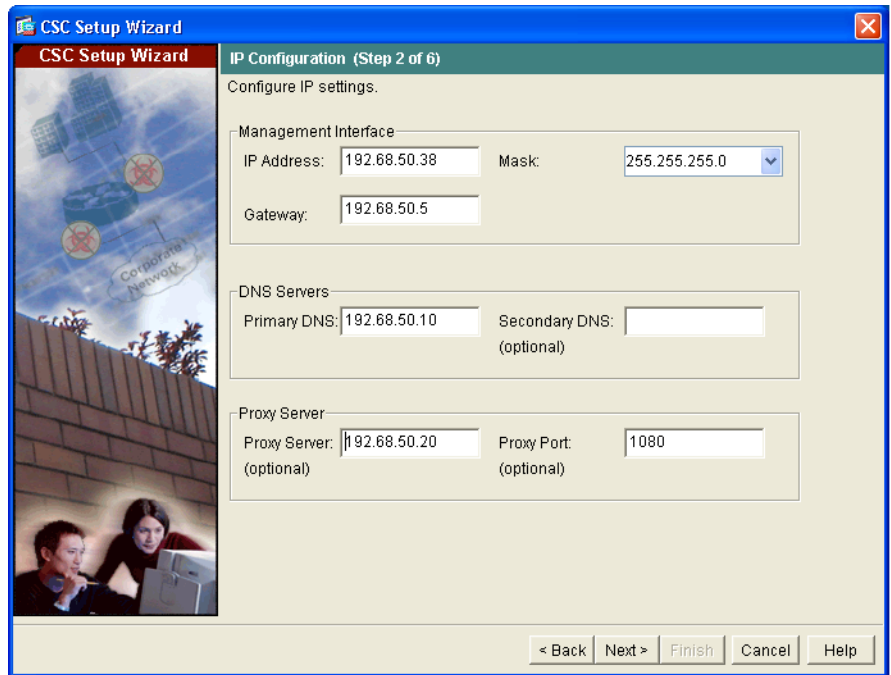 CSC Setup Wizard
CSC Setup Wizard
IP Configuration (Step 2 of 6)
Configure IP settings.
Management Interface
IP Address: 192.68.50.38 Mask: 255.255.255.0
Gateway: 192.68.50.5
DNS Servers
Primary DNS: 192.68.50.10 Secondary DNS:
(optional)
Proxy Server
Proxy Server: 192.68.50.20 Proxy Port: 1080
(optional) (optional)
Corporate
Network
< Back Next > Finish Cancel Help